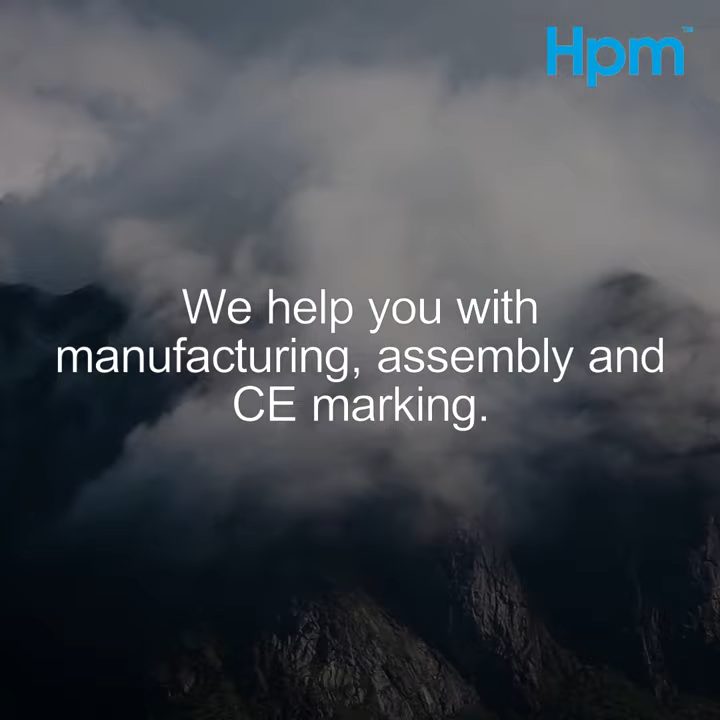 Hpm™
We help you with
manufacturing, assembly and
CE marking.